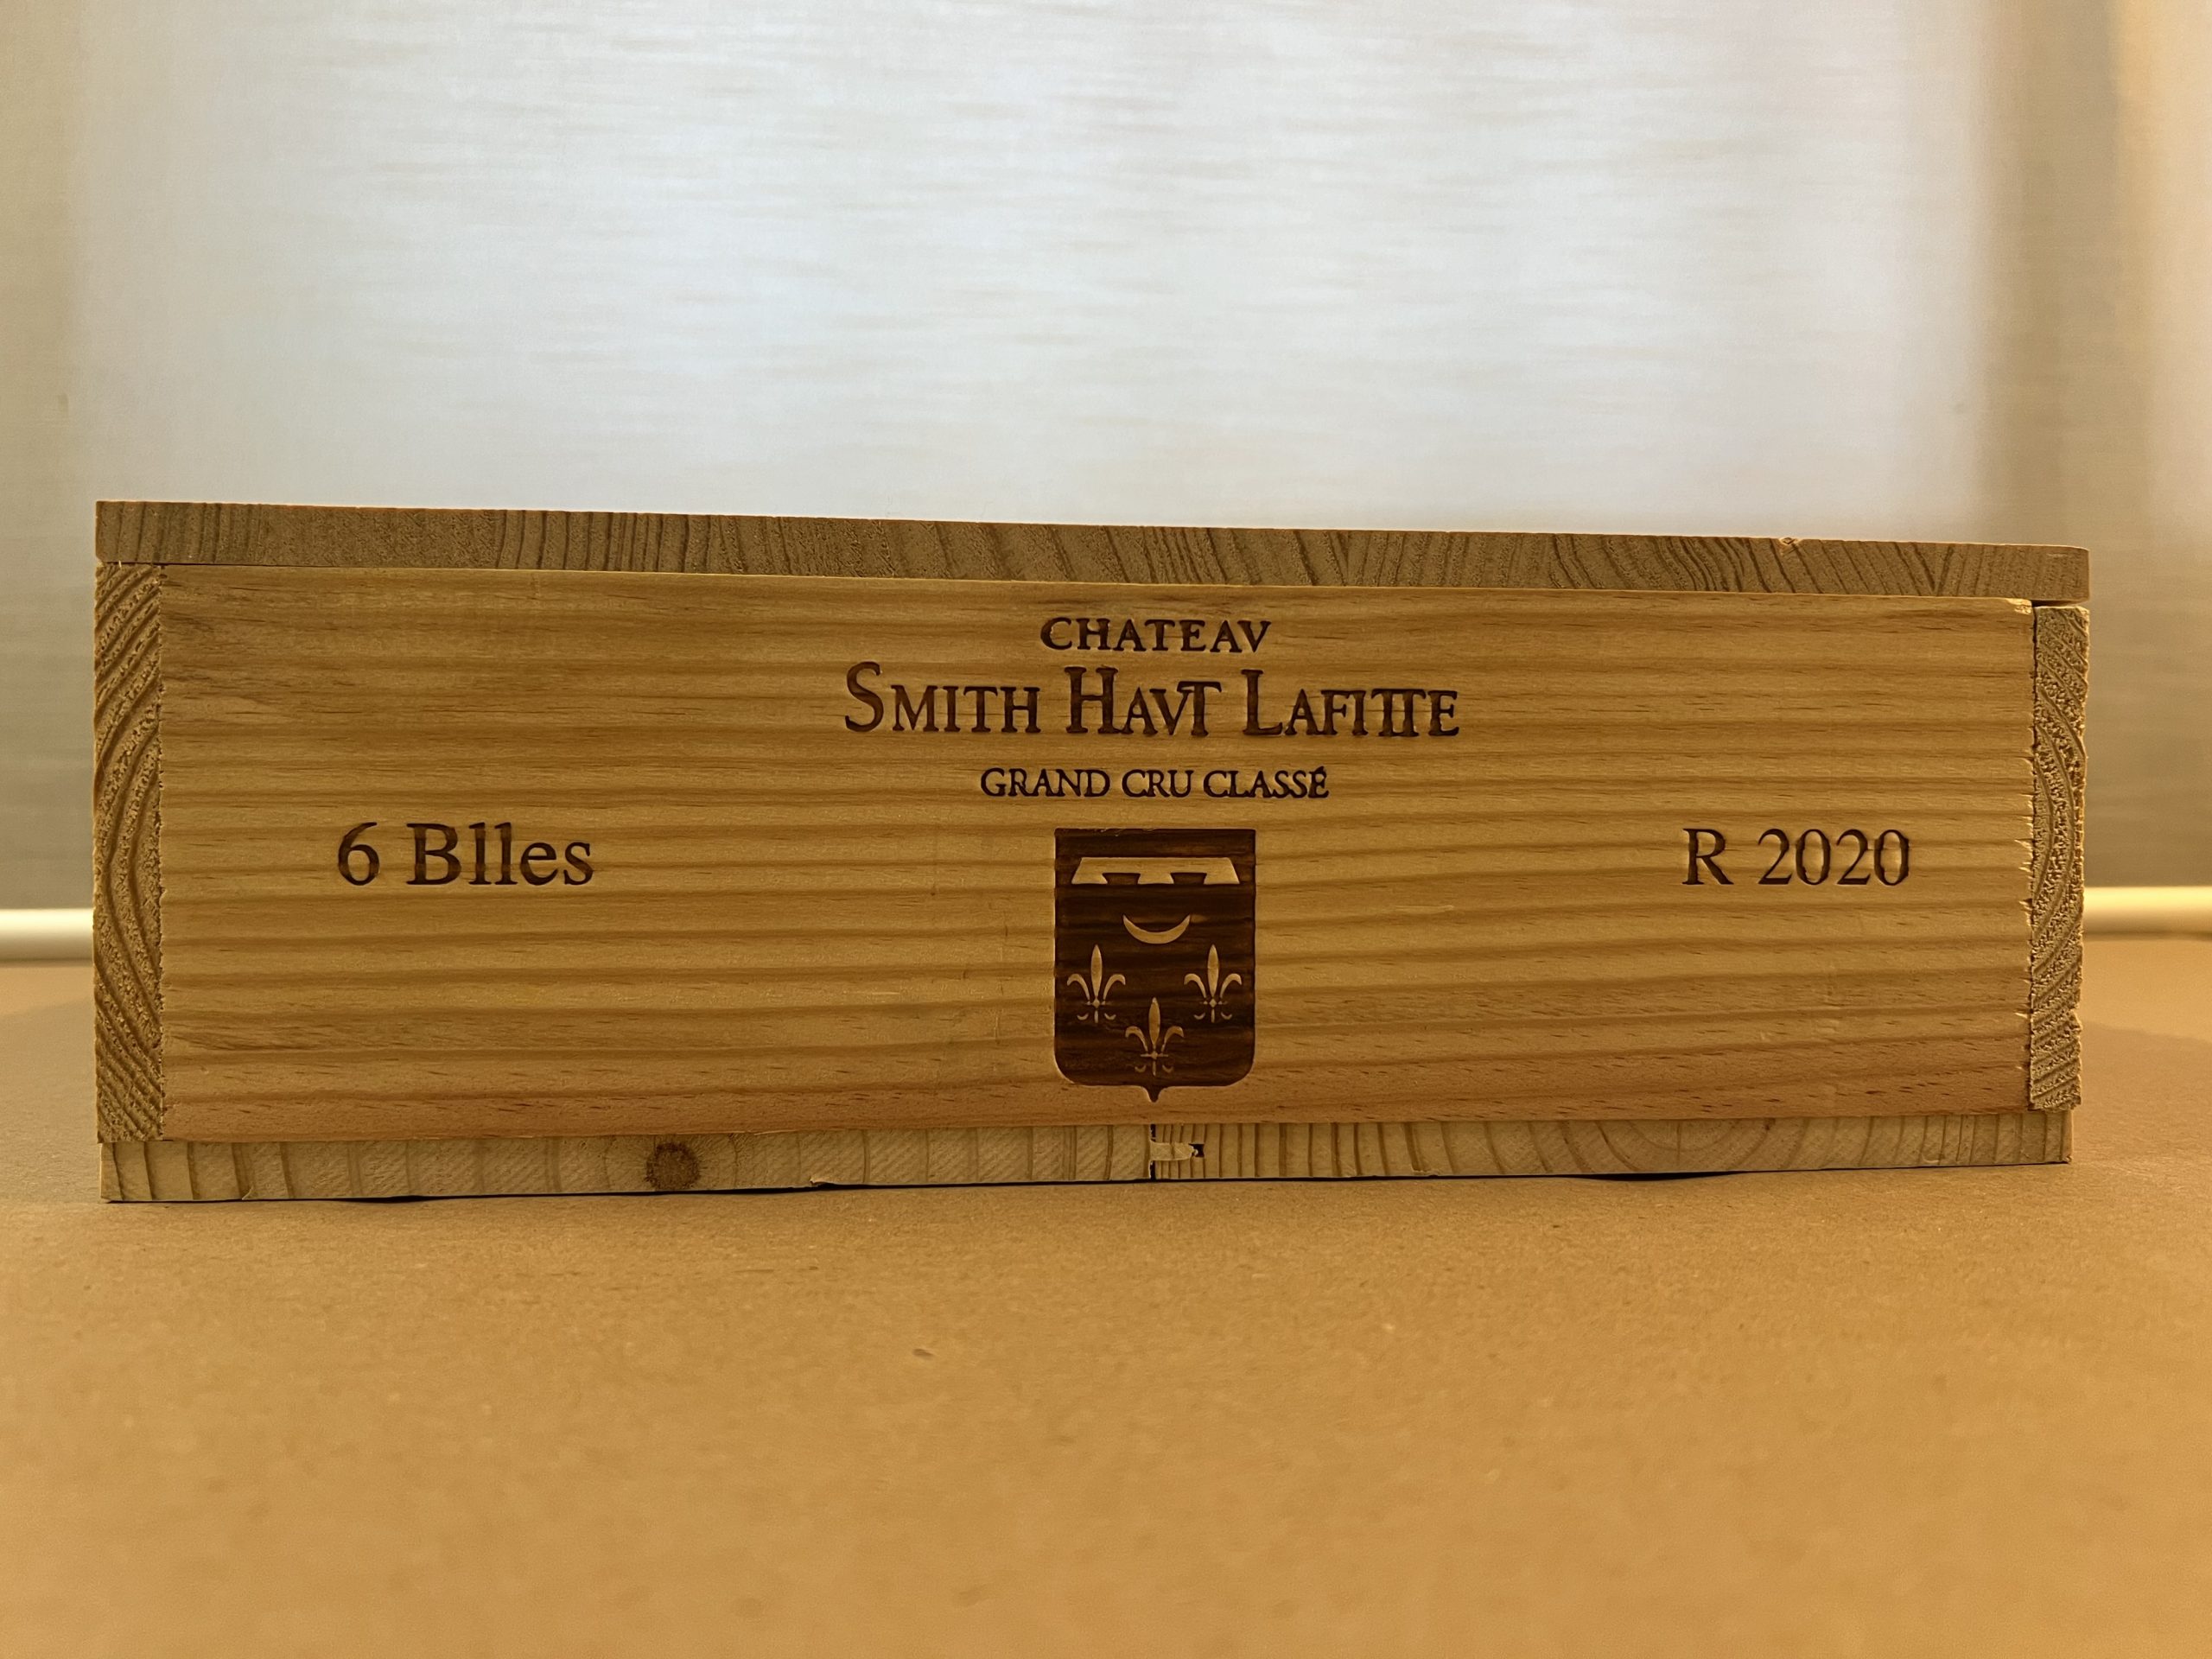 CHATEAV
SMITH HAVT LAFITTE
GRAND CRU CLASSÉ
6 Blles
R 2020